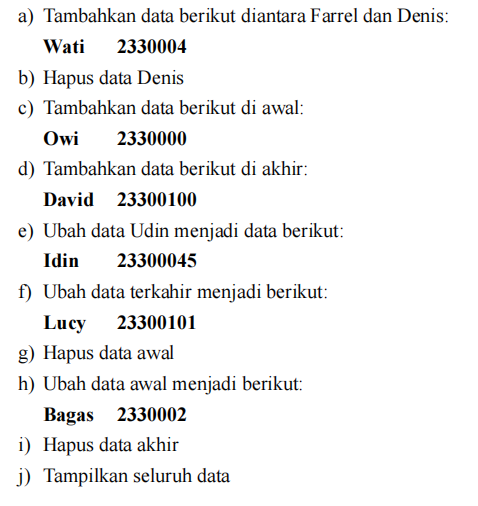 a) Tambahkan data berikut diantara Farrel dan Denis:
Wati 2330004
b) Hapus data Denis
c) Tambahkan data berikut di awal:
Owi 2330000
d) Tambahkan data berikut di akhir:
David 23300100
e) Ubah data Udin menjadi data berikut:
Idin 23300045
f) Ubah data terkahir menjadi berikut:
Lucy 23300101
g) Hapus data awal
h) Ubah data awal menjadi berikut:
Bagas 2330002
i) Hapus data akhir
j) Tampilkan seluruh data